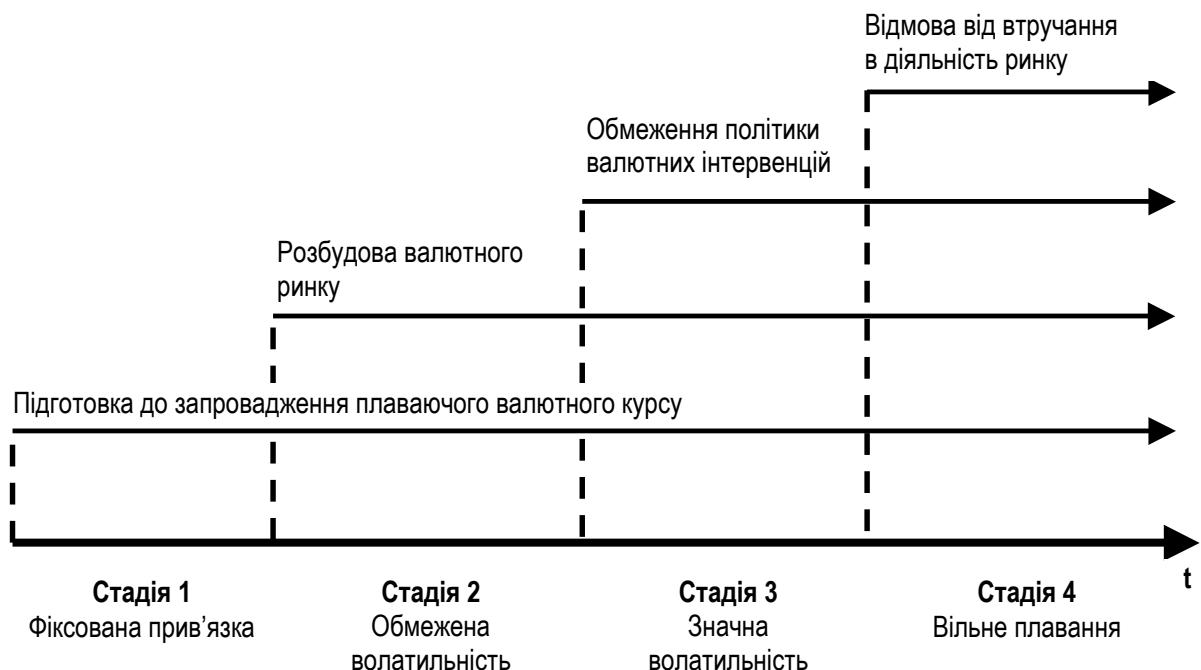 Відмова від втручання
в діяльність ринку
Обмеження політики
валютних інтервенцій
Розбудова валютного
ринку
Підготовка до запровадження плаваючого валютного курсу
t
Стадія 1
Фіксована прив’язка
Стадія 2
Обмежена
волатильність
Стадія 3
Значна
волатильність
Стадія 4
Вільне плавання